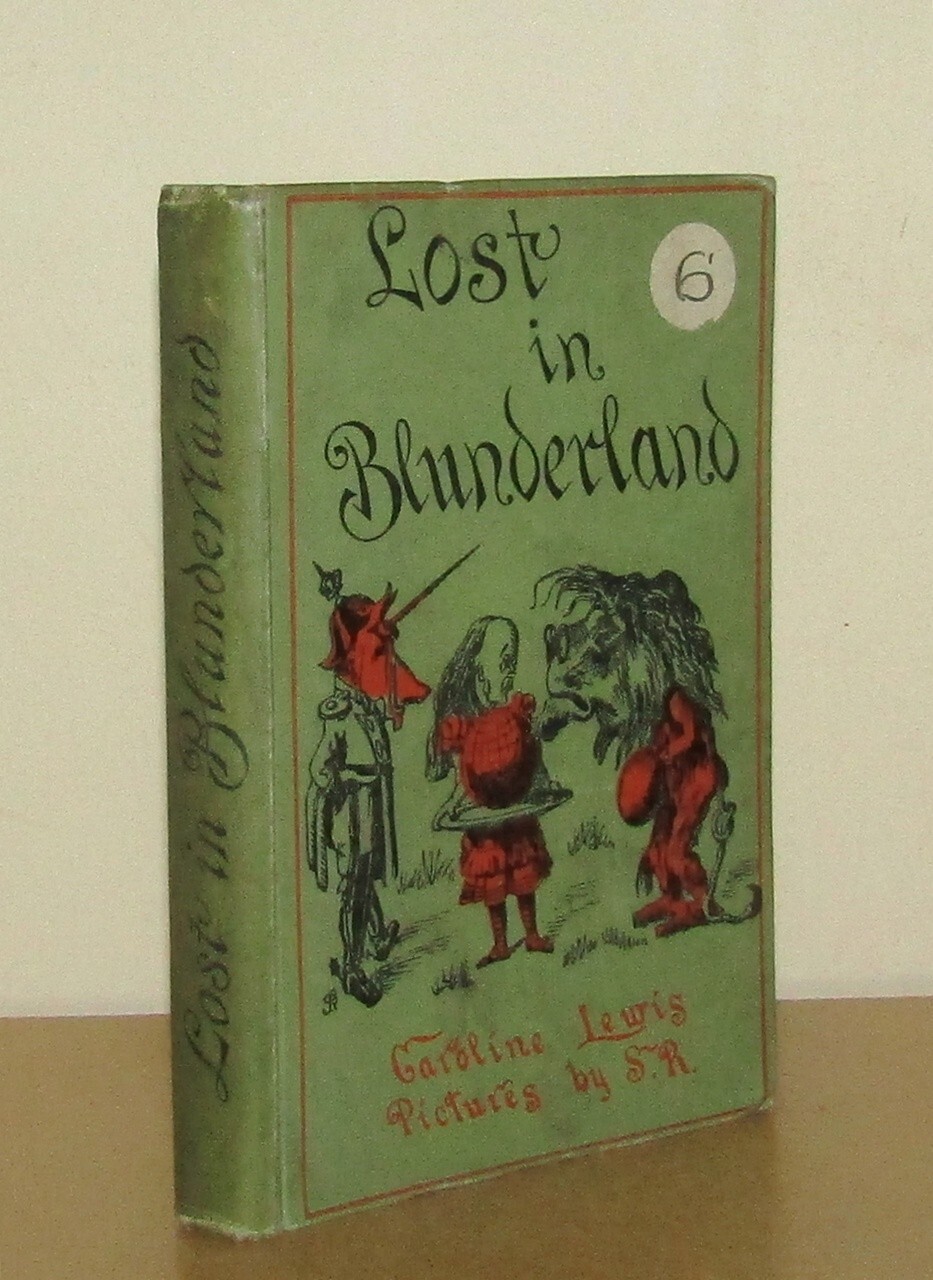 Lost in Blunderland
Lost
6
in
Blunderland
Caroline Lewis
Pictures by S.R.